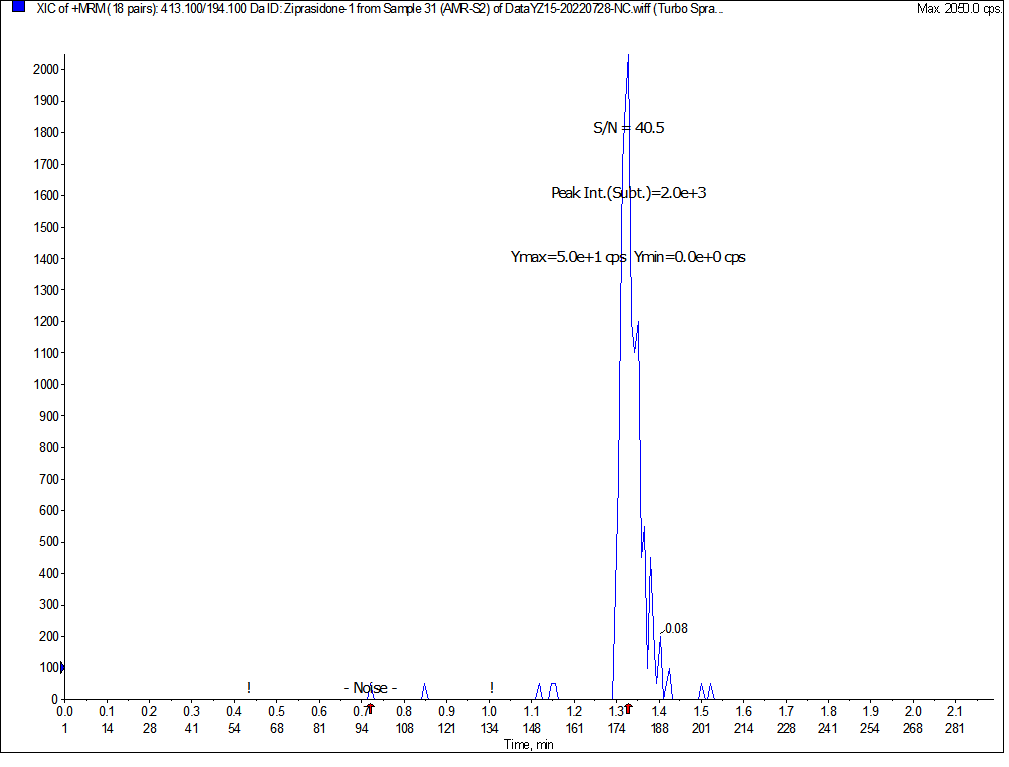 XIC of +MRM (18 pairs): 413.100/194.100 Da ID: Ziprasidone-1 from Sample 31 (AMR-S2) of DataYZ15-20220728-NC.wiff (Turbo Spra...
Max. 2050.0 cps.
2000
1900
1800
1700
1600
1500
1400
1300
1200
1100
1000
900
800
700
600
500
400
300
200
100
0
S/N = 40.5
Peak Int.(Subt.)=2.0e+3
Ymax=5.0e+1 cps Ymin=0.0e+0 cps
0.08
! - Noise - !
0.0 0.1 0.2 0.3 0.4 0.5 0.6 0.7 0.8 0.9 1.0 1.1 1.2 1.3 1.4 1.5 1.6 1.7 1.8 1.9 2.0 2.1
1 14 28 41 54 68 81 94 108 121 134 148 161 174 188 201 214 228 241 254 268 281
Time, min